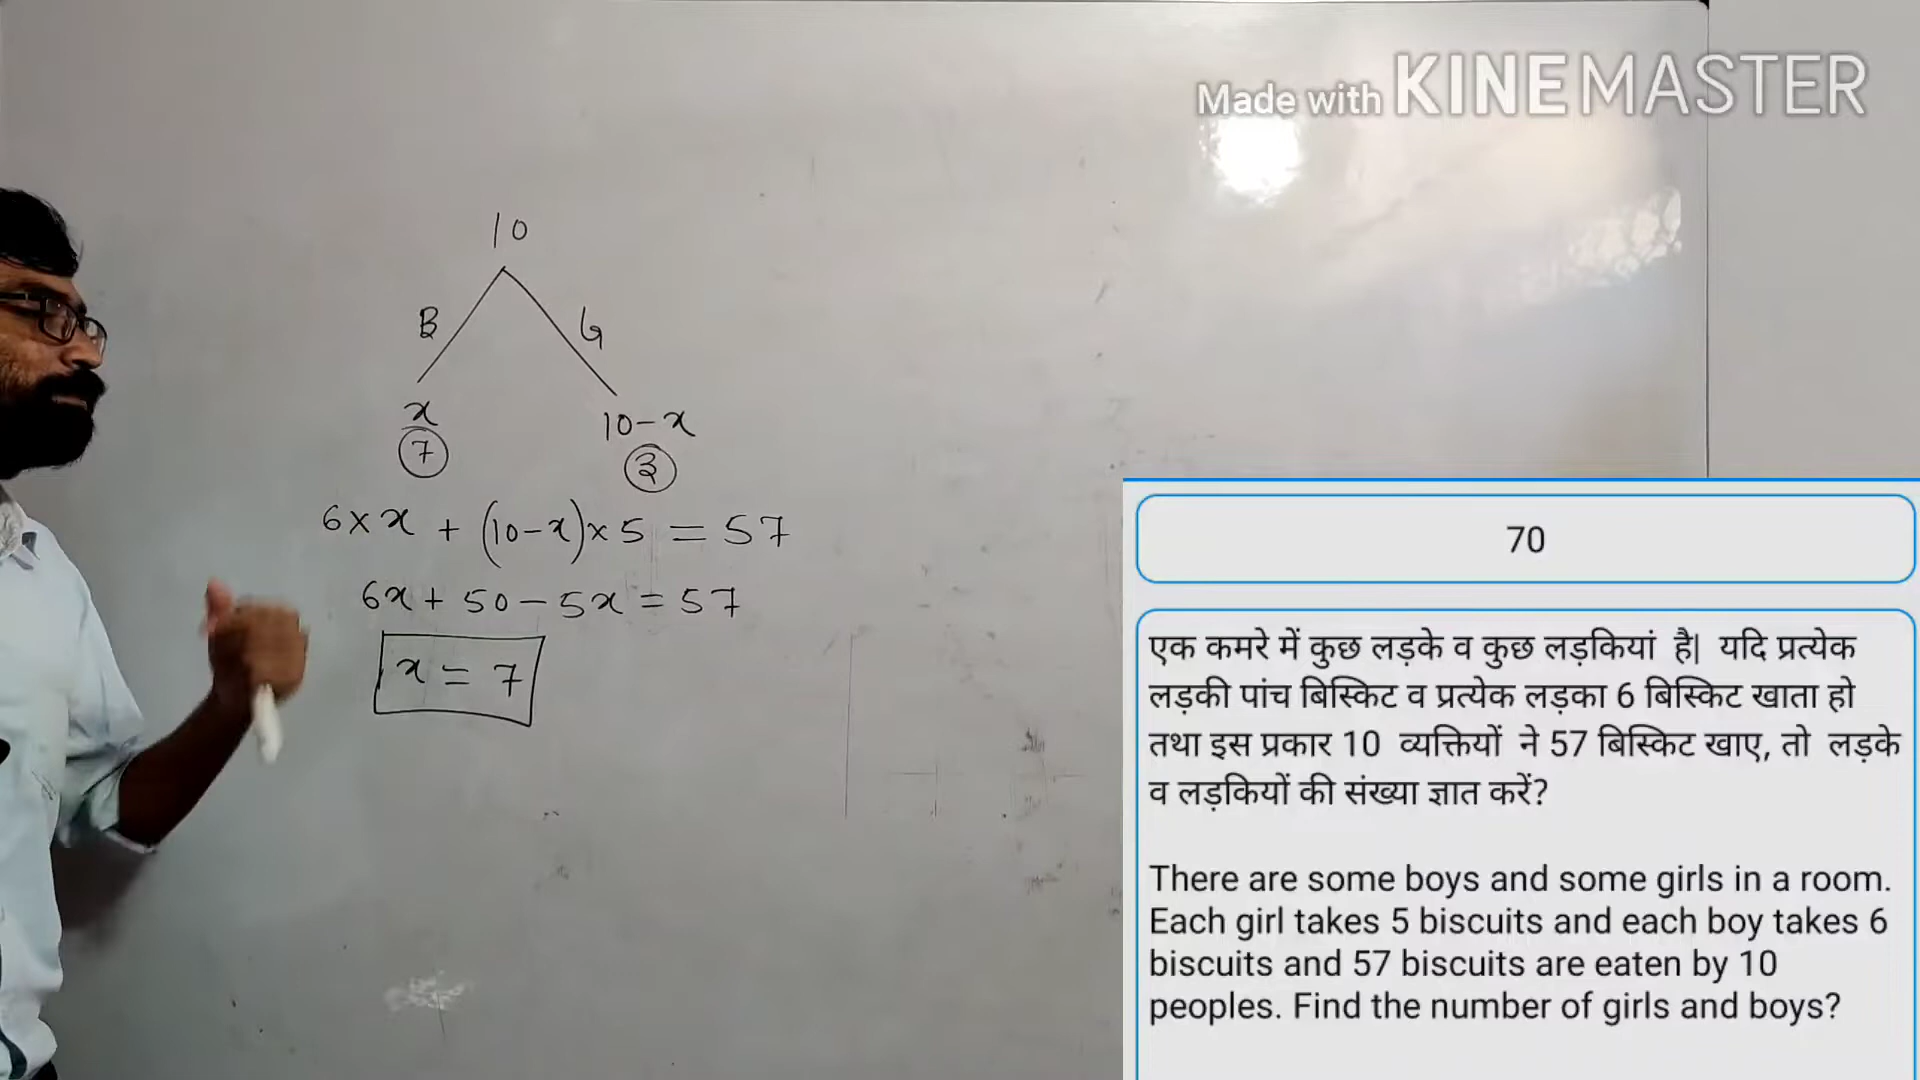 Made with KINEMASTER
10
B G
x 10-x
7 3
6×x + (10-x)×5 = 57
6x + 50 - 5x = 57
x = 7
70
एक कमरे में कुछ लड़के व कुछ लड़कियां है| यदि प्रत्येक
लड़की पांच बिस्किट व प्रत्येक लड़का 6 बिस्किट खाता हो
तथा इस प्रकार 10 व्यक्तियों ने 57 बिस्किट खाए, तो लड़के
व लड़कियों की संख्या ज्ञात करें?
There are some boys and some girls in a room.
Each girl takes 5 biscuits and each boy takes 6
biscuits and 57 biscuits are eaten by 10
peoples. Find the number of girls and boys?